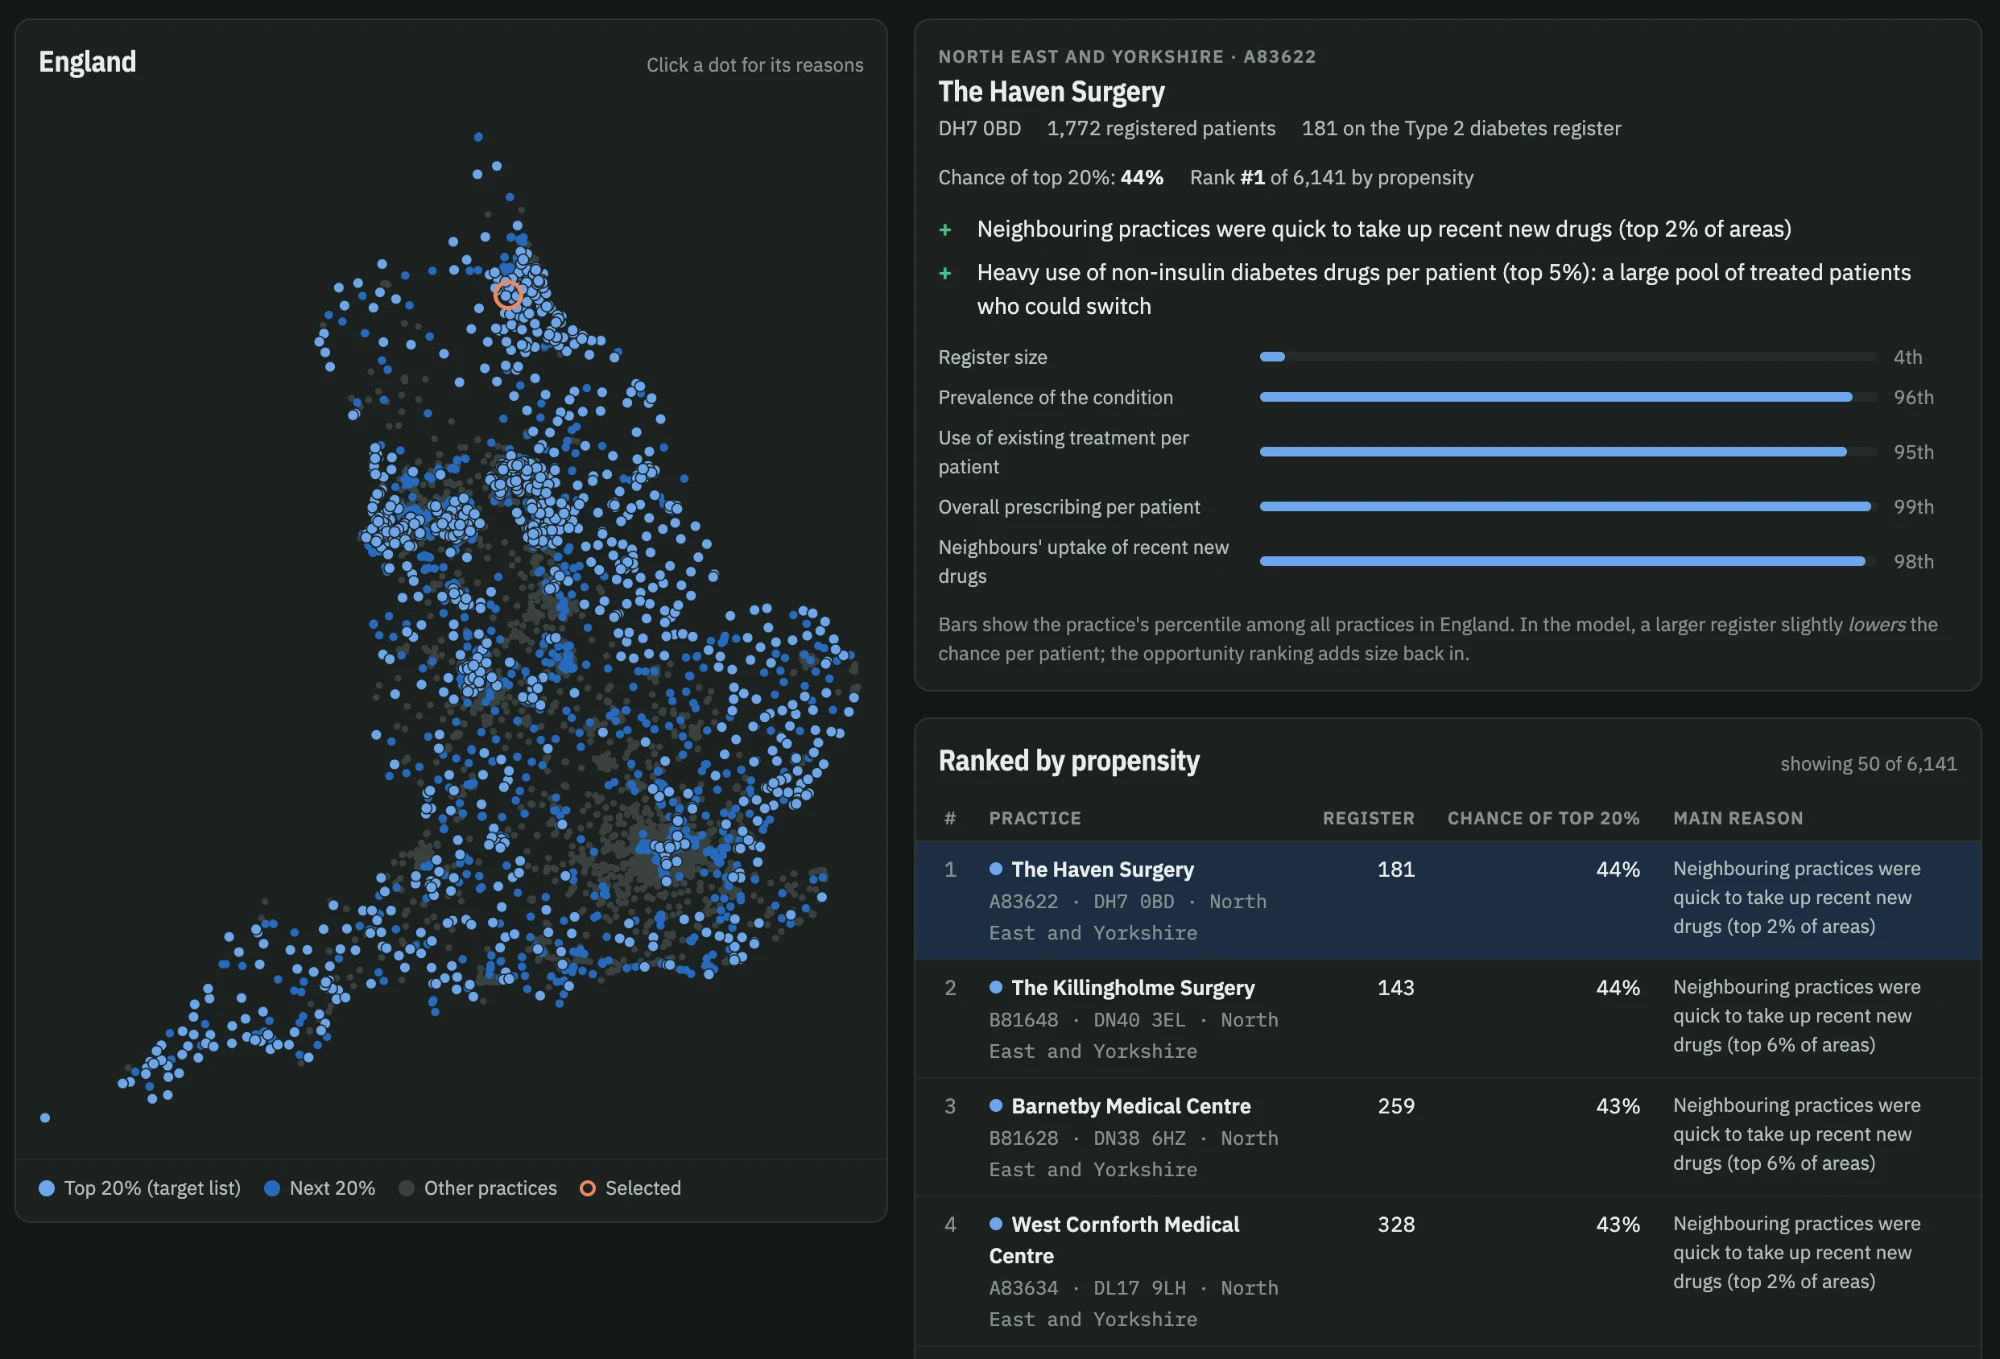 England
Click a dot for its reasons
Top 20% (target list)
Next 20%
Other practices
Selected
NORTH EAST AND YORKSHIRE · A83622
The Haven Surgery
DH7 0BD 1,772 registered patients 181 on the Type 2 diabetes register
Chance of top 20%: 44% Rank #1 of 6,141 by propensity
+ Neighbouring practices were quick to take up recent new drugs (top 2% of areas)
+ Heavy use of non-insulin diabetes drugs per patient (top 5%): a large pool of treated patients
who could switch
Register size 4th
Prevalence of the condition 96th
Use of existing treatment per
patient 95th
Overall prescribing per patient 99th
Neighbours' uptake of recent new
drugs 98th
Bars show the practice's percentile among all practices in England. In the model, a larger register slightly lowers the
chance per patient; the opportunity ranking adds size back in.
Ranked by propensity
showing 50 of 6,141
# PRACTICE REGISTER CHANCE OF TOP 20% MAIN REASON
1 The Haven Surgery 181 44% Neighbouring practices were
A83622 · DH7 0BD · North quick to take up recent new
East and Yorkshire drugs (top 2% of areas)
2 The Killingholme Surgery 143 44% Neighbouring practices were
B81648 · DN40 3EL · North quick to take up recent new
East and Yorkshire drugs (top 6% of areas)
3 Barnetby Medical Centre 259 43% Neighbouring practices were
B81628 · DN38 6HZ · North quick to take up recent new
East and Yorkshire drugs (top 6% of areas)
4 West Cornforth Medical 328 43% Neighbouring practices were
Centre quick to take up recent new
A83634 · DL17 9LH · North drugs (top 2% of areas)
East and Yorkshire